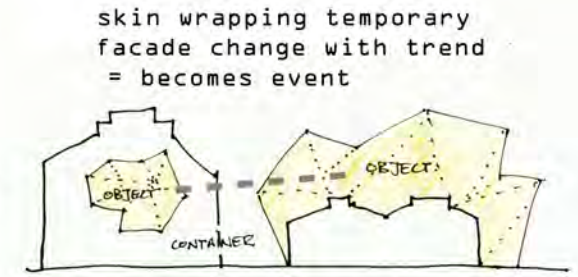 skin wrapping temporary
facade change with trend
= becomes event
OBJECT
OBJECT
CONTAINER